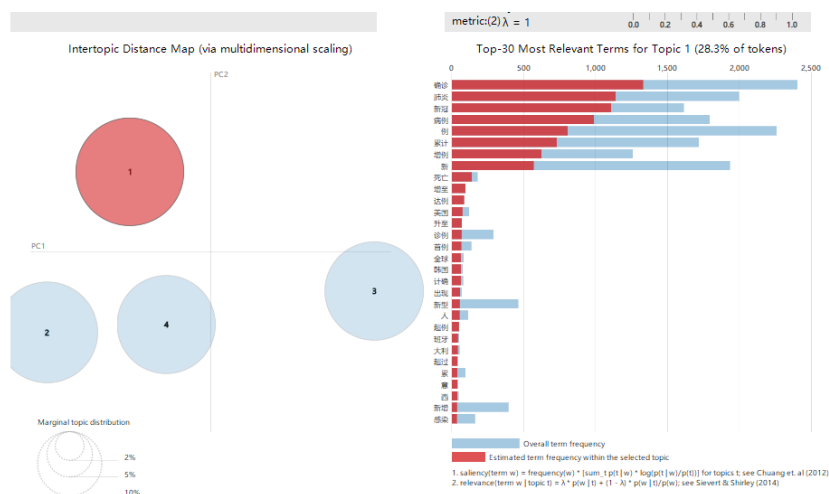 metric:(2) λ = 1
0.0 0.2 0.4 0.6 0.8 1.0
Intertopic Distance Map (via multidimensional scaling)
PC2
PC1
1
2
4
3
Marginal topic distribution
2%
5%
10%
Top-30 Most Relevant Terms for Topic 1 (28.3% of tokens)
0 500 1,000 1,500 2,000 2,500
确诊
肺炎
新冠
病例
例
累计
增例
新
死亡
增至
达例
英国
升至
诊例
首例
全球
韩国
计确
出现
新型
人
超例
班牙
大利
超过
累
意
西
新增
感染
Overall term frequency
Estimated term frequency within the selected topic
1. saliency(term w) = frequency(w) * [sum_t p(t | w) * log(p(t | w)/p(t))] for topics t; see Chuang et. al (2012)
2. relevance(term w | topic t) = λ * p(w | t) + (1 - λ) * p(w | t)/p(w); see Sievert & Shirley (2014)